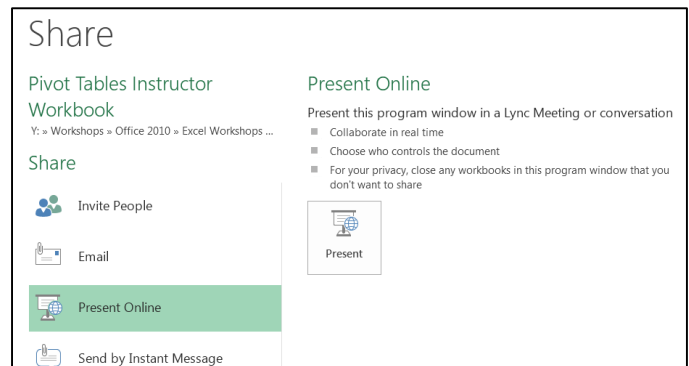 Share
Pivot Tables Instructor
Workbook
Y: » Workshops » Office 2010 » Excel Workshops ...
Share
Invite People
Email
Present Online
Send by Instant Message
Present Online
Present this program window in a Lync Meeting or conversation
Collaborate in real time
Choose who controls the document
For your privacy, close any workbooks in this program window that you
don't want to share
Present